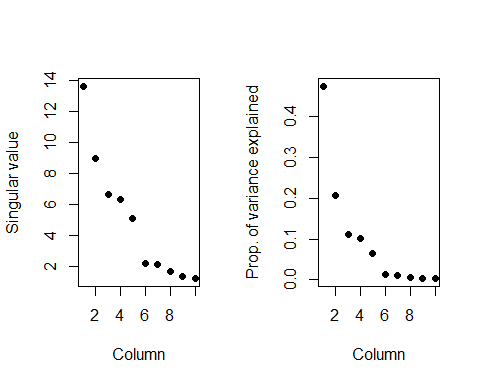 Singular value
14
12
10
8
6
4
2
2 4 6 8
Column
Prop. of variance explained
0.4
0.3
0.2
0.1
0.0
2 4 6 8
Column